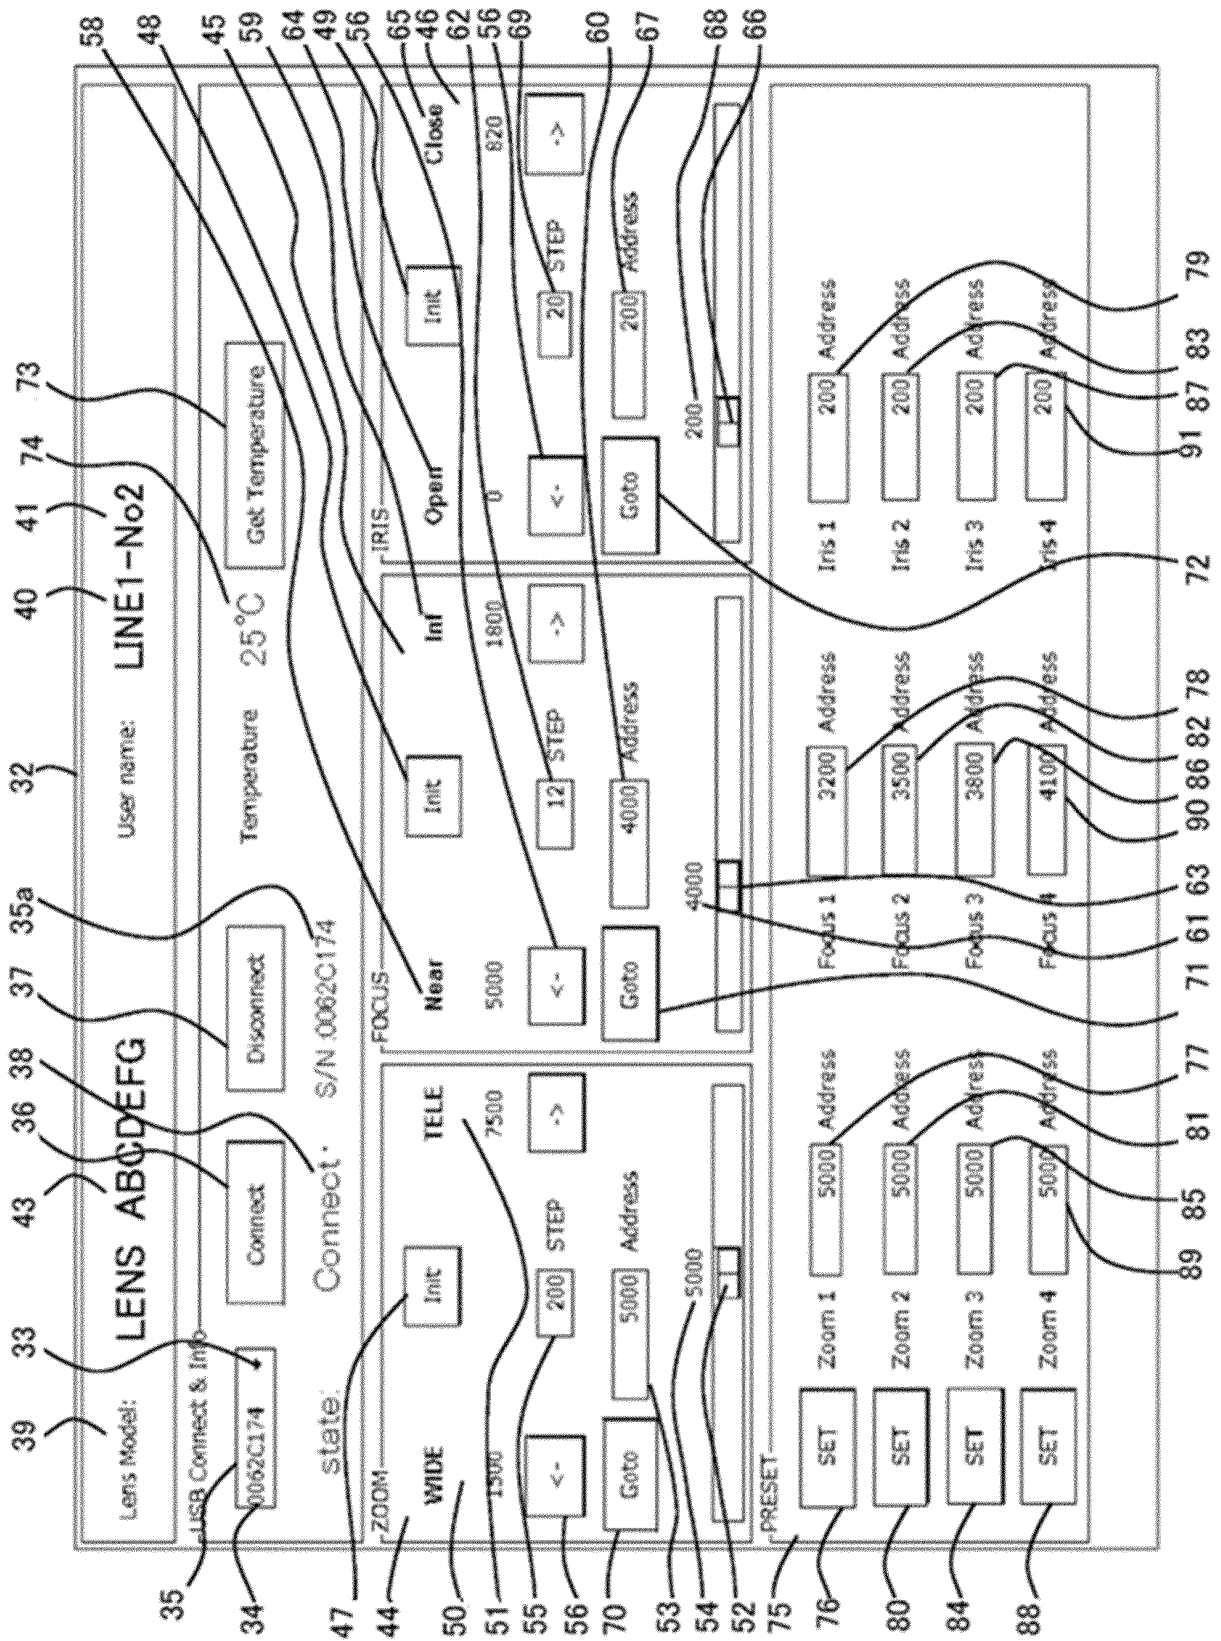 39 33 43 36 38 37 35a 32 40 41 74 73
58
48
45
59
64
49
56
65
46
62
56
69
60
67
68
66
Lens Model: LENS ABCDEFG User name: LINE1-No2
USB Connect & Info
0062C174 Connect Disconnect Temperature 25°C Get Temperature
state: Connect· S/N :0062C174
ZOOM FOCUS IRIS
WIDE Init TELE Near Init Inf Open Init Close
1500 7500 5000 1800 0 820
<- 200 STEP -> <- 12 STEP -> <- 20 STEP ->
Goto 5000 Address Goto 4000 Address Goto 200 Address
5000 4000 200
PRESET
SET Zoom 1 5000 Address Focus 1 3200 Address Iris 1 200 Address
SET Zoom 2 5000 Address Focus 2 3500 Address Iris 2 200 Address
SET Zoom 3 5000 Address Focus 3 3800 Address Iris 3 200 Address
SET Zoom 4 5000 Address Focus 4 4100 Address Iris 4 200 Address
35
34
47
44
50
51
55
56
70
53
54
52
75
76
80
84
88
89 85 81 77 71 61 63 90 86 82 78 72 91 87 83 79